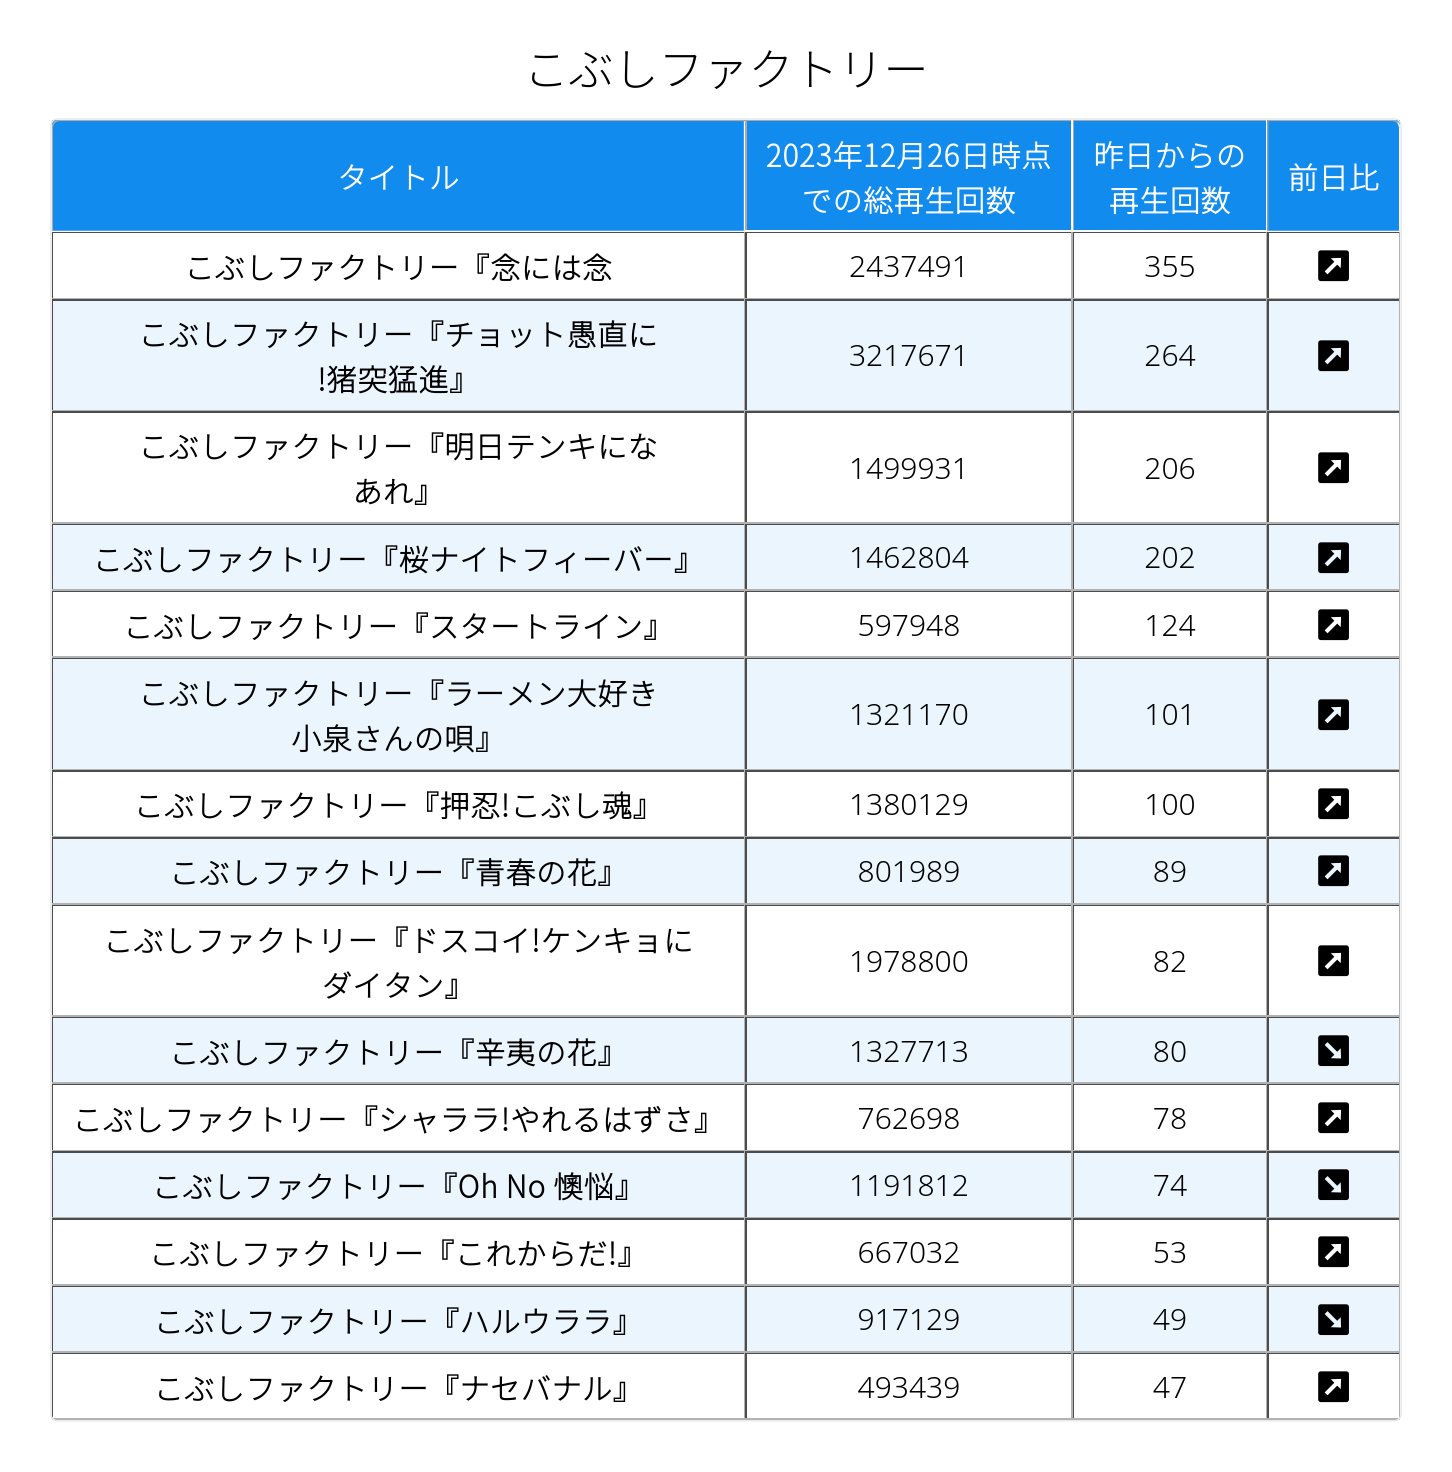 こぶしファクトリー
タイトル
2023年12月26日時点
での総再生回数
昨日からの
再生回数
前日比
こぶしファクトリー『念には念
2437491
355
こぶしファクトリー『チョット愚直に
!猪突猛進』
3217671
264
こぶしファクトリー『明日テンキにな
あれ』
1499931
206
こぶしファクトリー『桜ナイトフィーバー』
1462804
202
こぶしファクトリー『スタートライン』
597948
124
こぶしファクトリー『ラーメン大好き
小泉さんの唄』
1321170
101
こぶしファクトリー『押忍!こぶし魂』
1380129
100
こぶしファクトリー『青春の花』
801989
89
こぶしファクトリー『ドスコイ!ケンキョに
ダイタン』
1978800
82
こぶしファクトリー『辛夷の花』
1327713
80
こぶしファクトリー『シャララ!やれるはずさ』
762698
78
こぶしファクトリー『Oh No 懊悩』
1191812
74
こぶしファクトリー『これからだ!』
667032
53
こぶしファクトリー『ハルウララ』
917129
49
こぶしファクトリー『ナセバナル』
493439
47